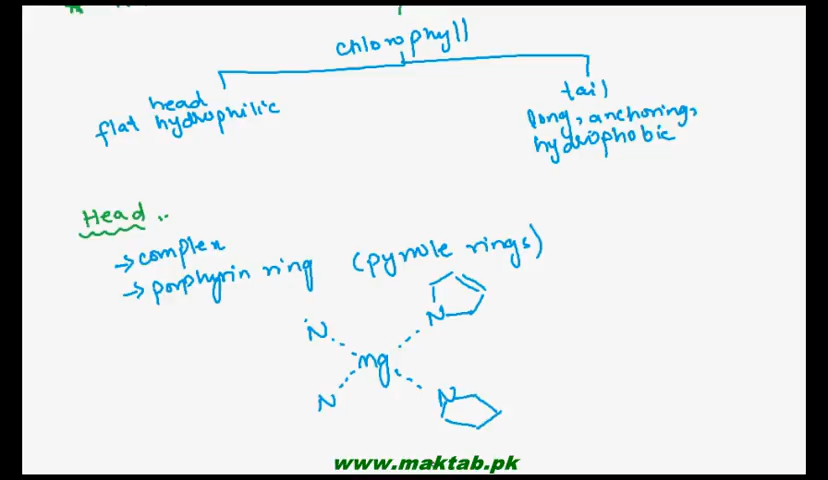 chlorophyll
head
flat hydrophilic
tail
long, anchoring,
hydrophobic
Head :.
→ complex
→ porphyrin ring (pyrrole rings)
N
N
mg
N
N
www.maktab.pk